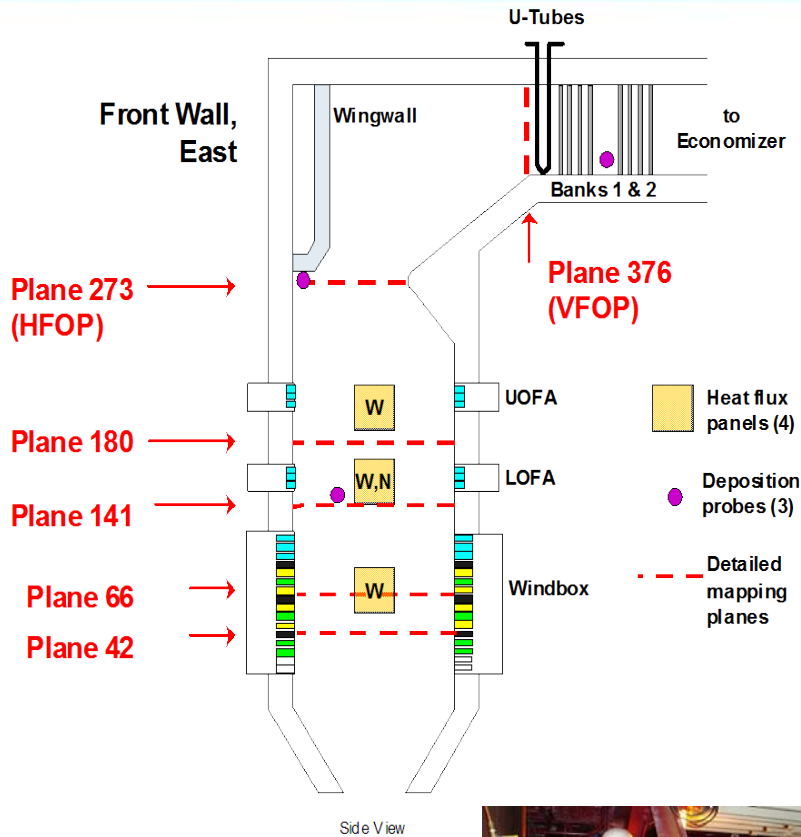 U-Tubes
Front Wall,
East
Wingwall
to
Economizer
Banks 1 & 2
Plane 273
(HFOP)
Plane 376
(VFOP)
W
UOFA
Heat flux
panels (4)
Plane 180
W,N
LOFA
Deposition
probes (3)
Plane 141
Detailed
mapping
planes
W
Windbox
Plane 66
Plane 42
Side View